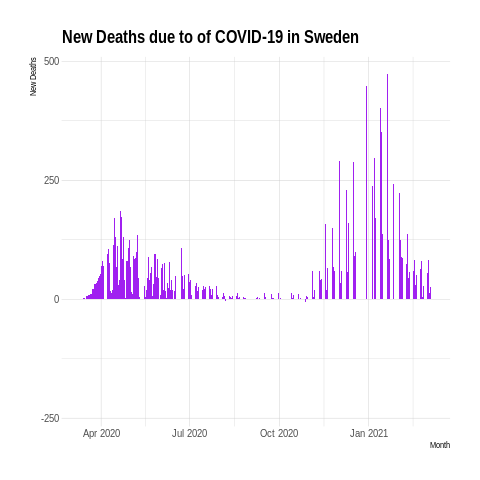 New Deaths due to of COVID-19 in Sweden
New Deaths
500
250
0
-250
Apr 2020
Jul 2020
Oct 2020
Jan 2021
Month